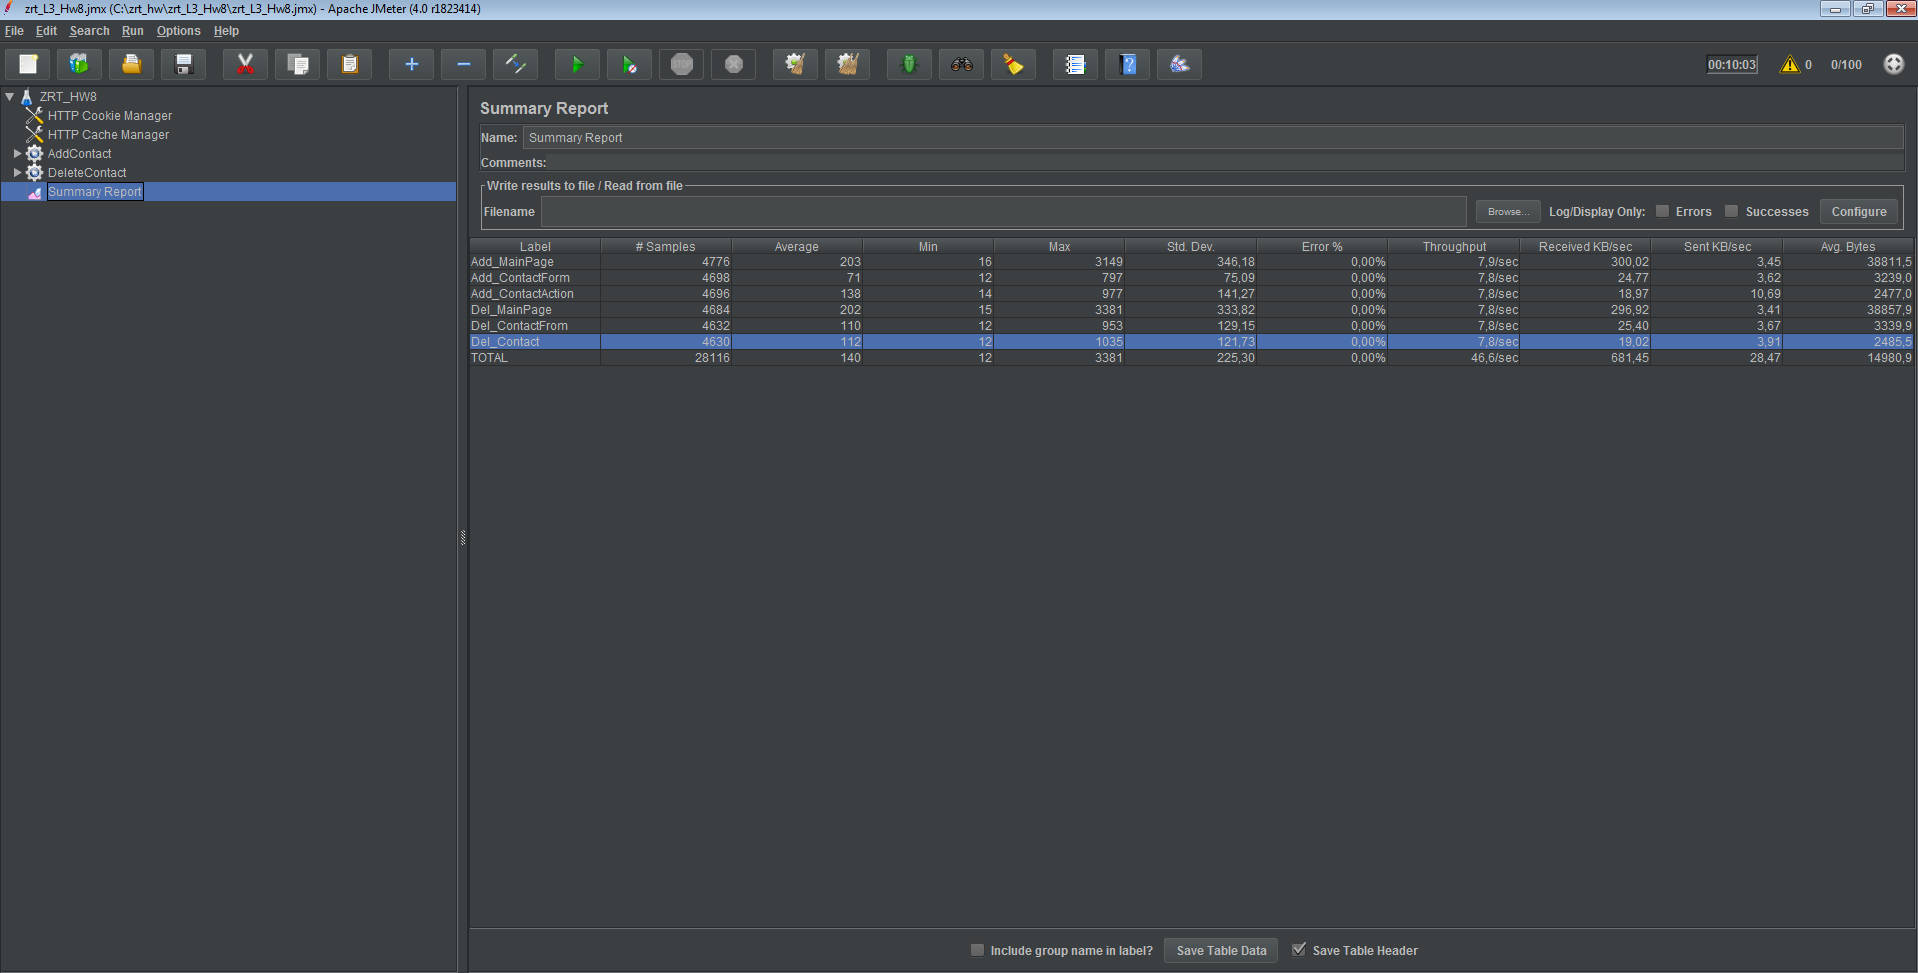 zrt_L3_Hw8.jmx (C:\zrt_hw\zrt_L3_Hw8\zrt_L3_Hw8.jmx) - Apache JMeter (4.0 r1823414)
File Edit Search Run Options Help
STOP
00:10:03 0 0/100
ZRT_HW8
HTTP Cookie Manager
HTTP Cache Manager
AddContact
DeleteContact
Summary Report
Summary Report
Name: Summary Report
Comments:
Write results to file / Read from file
Filename Browse... Log/Display Only: Errors Successes Configure
Label # Samples Average Min Max Std. Dev. Error % Throughput Received KB/sec Sent KB/sec Avg. Bytes
Add_MainPage 4776 203 16 3149 346,18 0,00% 7,9/sec 300,02 3,45 38811,5
Add_ContactForm 4698 71 12 797 75,09 0,00% 7,8/sec 24,77 3,62 3239,0
Add_ContactAction 4696 138 14 977 141,27 0,00% 7,8/sec 18,97 10,69 2477,0
Del_MainPage 4684 202 15 3381 333,82 0,00% 7,8/sec 296,92 3,41 38857,9
Del_ContactFrom 4632 110 12 953 129,15 0,00% 7,8/sec 25,40 3,67 3339,9
Del_Contact 4630 112 12 1035 121,73 0,00% 7,8/sec 19,02 3,91 2485,5
TOTAL 28116 140 12 3381 225,30 0,00% 46,6/sec 681,45 28,47 14980,9
Include group name in label? Save Table Data Save Table Header